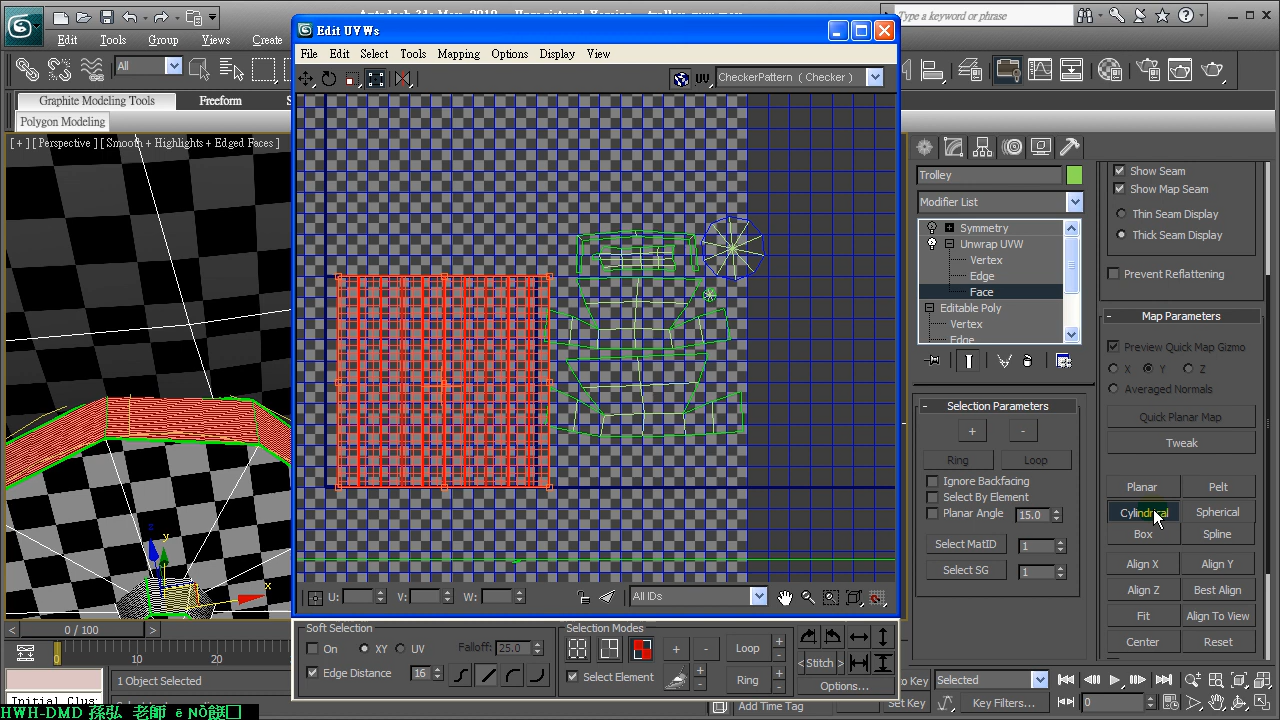 Type a keyword or phrase
Edit
Tools
Group
Views
Create
All
Graphite Modeling Tools
Freeform
Polygon Modeling
[ + ] [ Perspective ] [ Smooth + Highlights + Edged Faces ]
Edit UVWs
File Edit Select Tools Mapping Options Display View
UV CheckerPattern ( Checker )
z
y
x
U:
V:
W:
All IDs
Soft Selection
On
XY
UV
Falloff:
25.0
Edge Distance
16
Selection Modes
+
-
Loop
Select Element
Ring
Stitch
Options...
Trolley
Modifier List
Symmetry
Unwrap UVW
Vertex
Edge
Face
Editable Poly
Vertex
Edge
Selection Parameters
+
-
Ring
Loop
Ignore Backfacing
Select By Element
Planar Angle
15.0
Select MatID
1
Select SG
1
Show Seam
Show Map Seam
Thin Seam Display
Thick Seam Display
Prevent Reflattening
- Map Parameters
Preview Quick Map Gizmo
X
Y
Z
Averaged Normals
Quick Planar Map
Tweak
Planar
Pelt
Cylindrical
Spherical
Box
Spline
Align X
Align Y
Align Z
Best Align
Fit
Align To View
Center
Reset
0 / 100
0
10
20
1 Object Selected
Add Time Tag
Selected
Set Key
Key Filters...
0
HWH-DMD 孫弘 老師